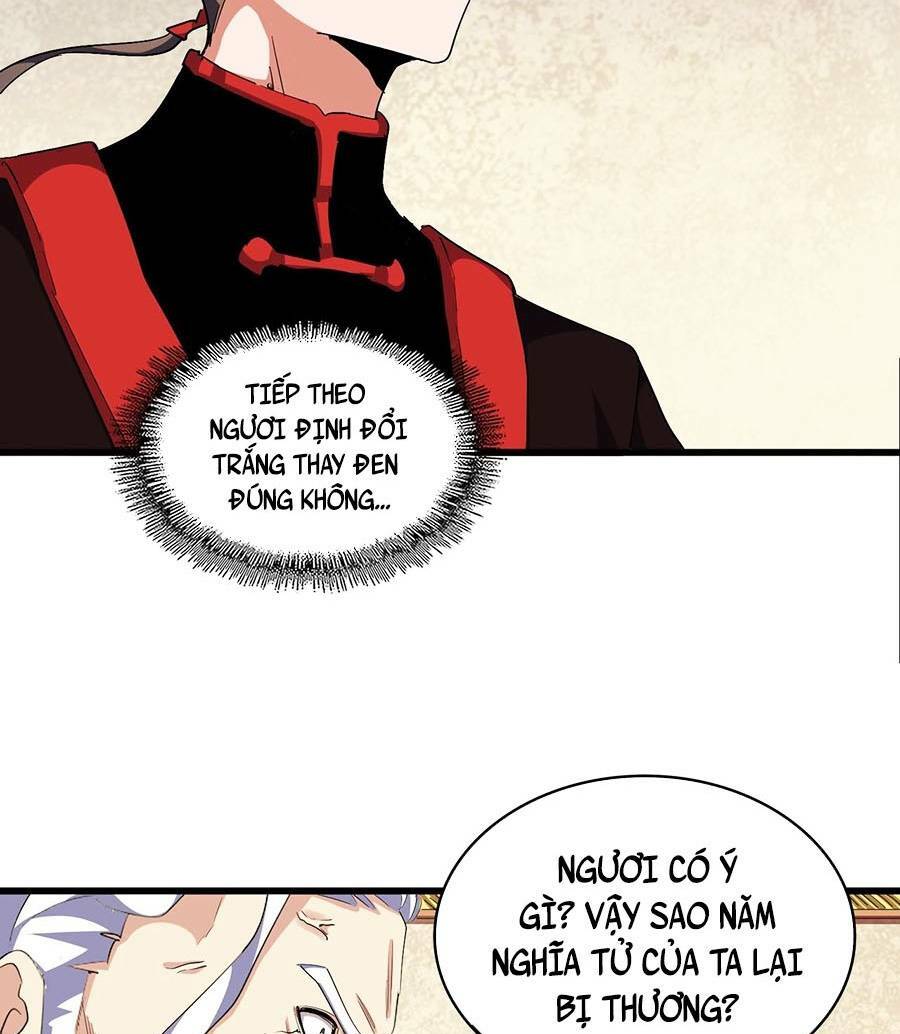 TIẾP THEO
NGƯƠI ĐỊNH ĐỔI
TRẮNG THAY ĐEN
ĐÚNG KHÔNG...
NGƯƠI CÓ Ý
GÌ? VẬY SAO NĂM
NGHĨA TỬ CỦA TA LẠI
BỊ THƯƠNG?